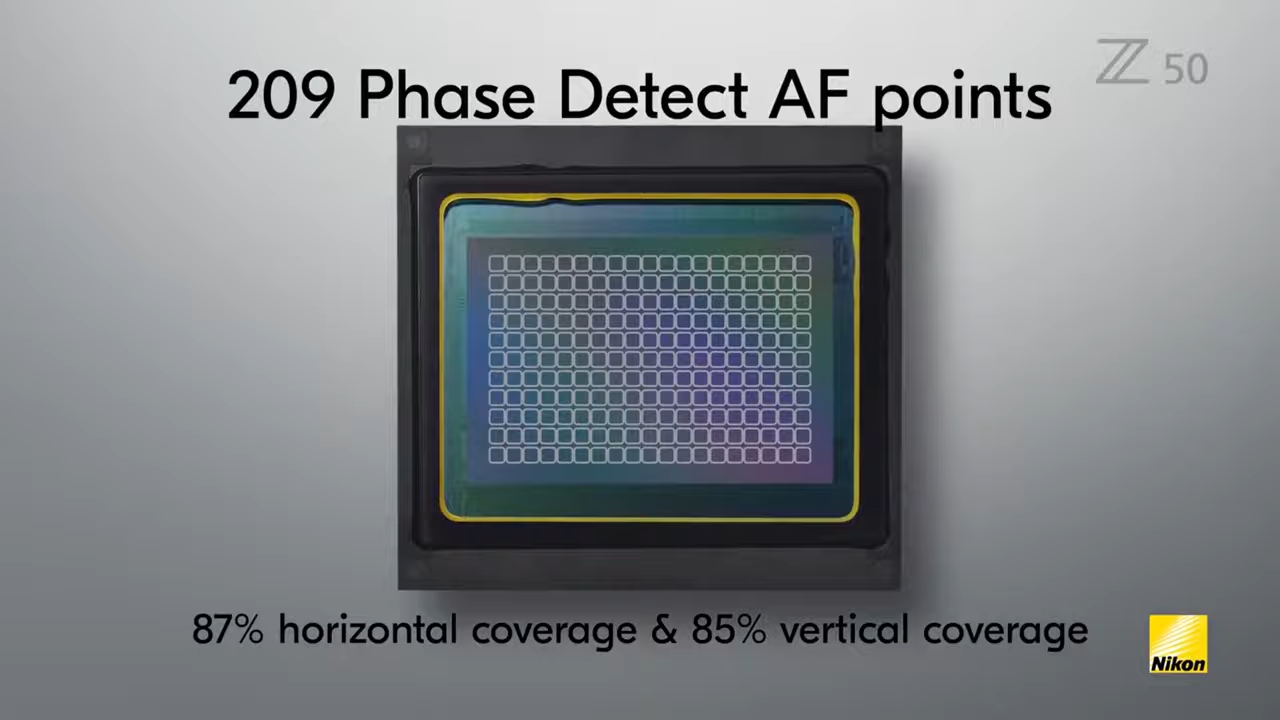 209 Phase Detect AF points
Z 50
87% horizontal coverage & 85% vertical coverage
Nikon